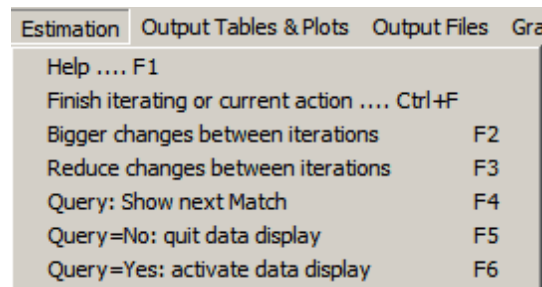 Estimation Output Tables & Plots Output Files Gra
Help .... F1
Finish iterating or current action .... Ctrl+F
Bigger changes between iterations F2
Reduce changes between iterations F3
Query: Show next Match F4
Query=No: quit data display F5
Query=Yes: activate data display F6